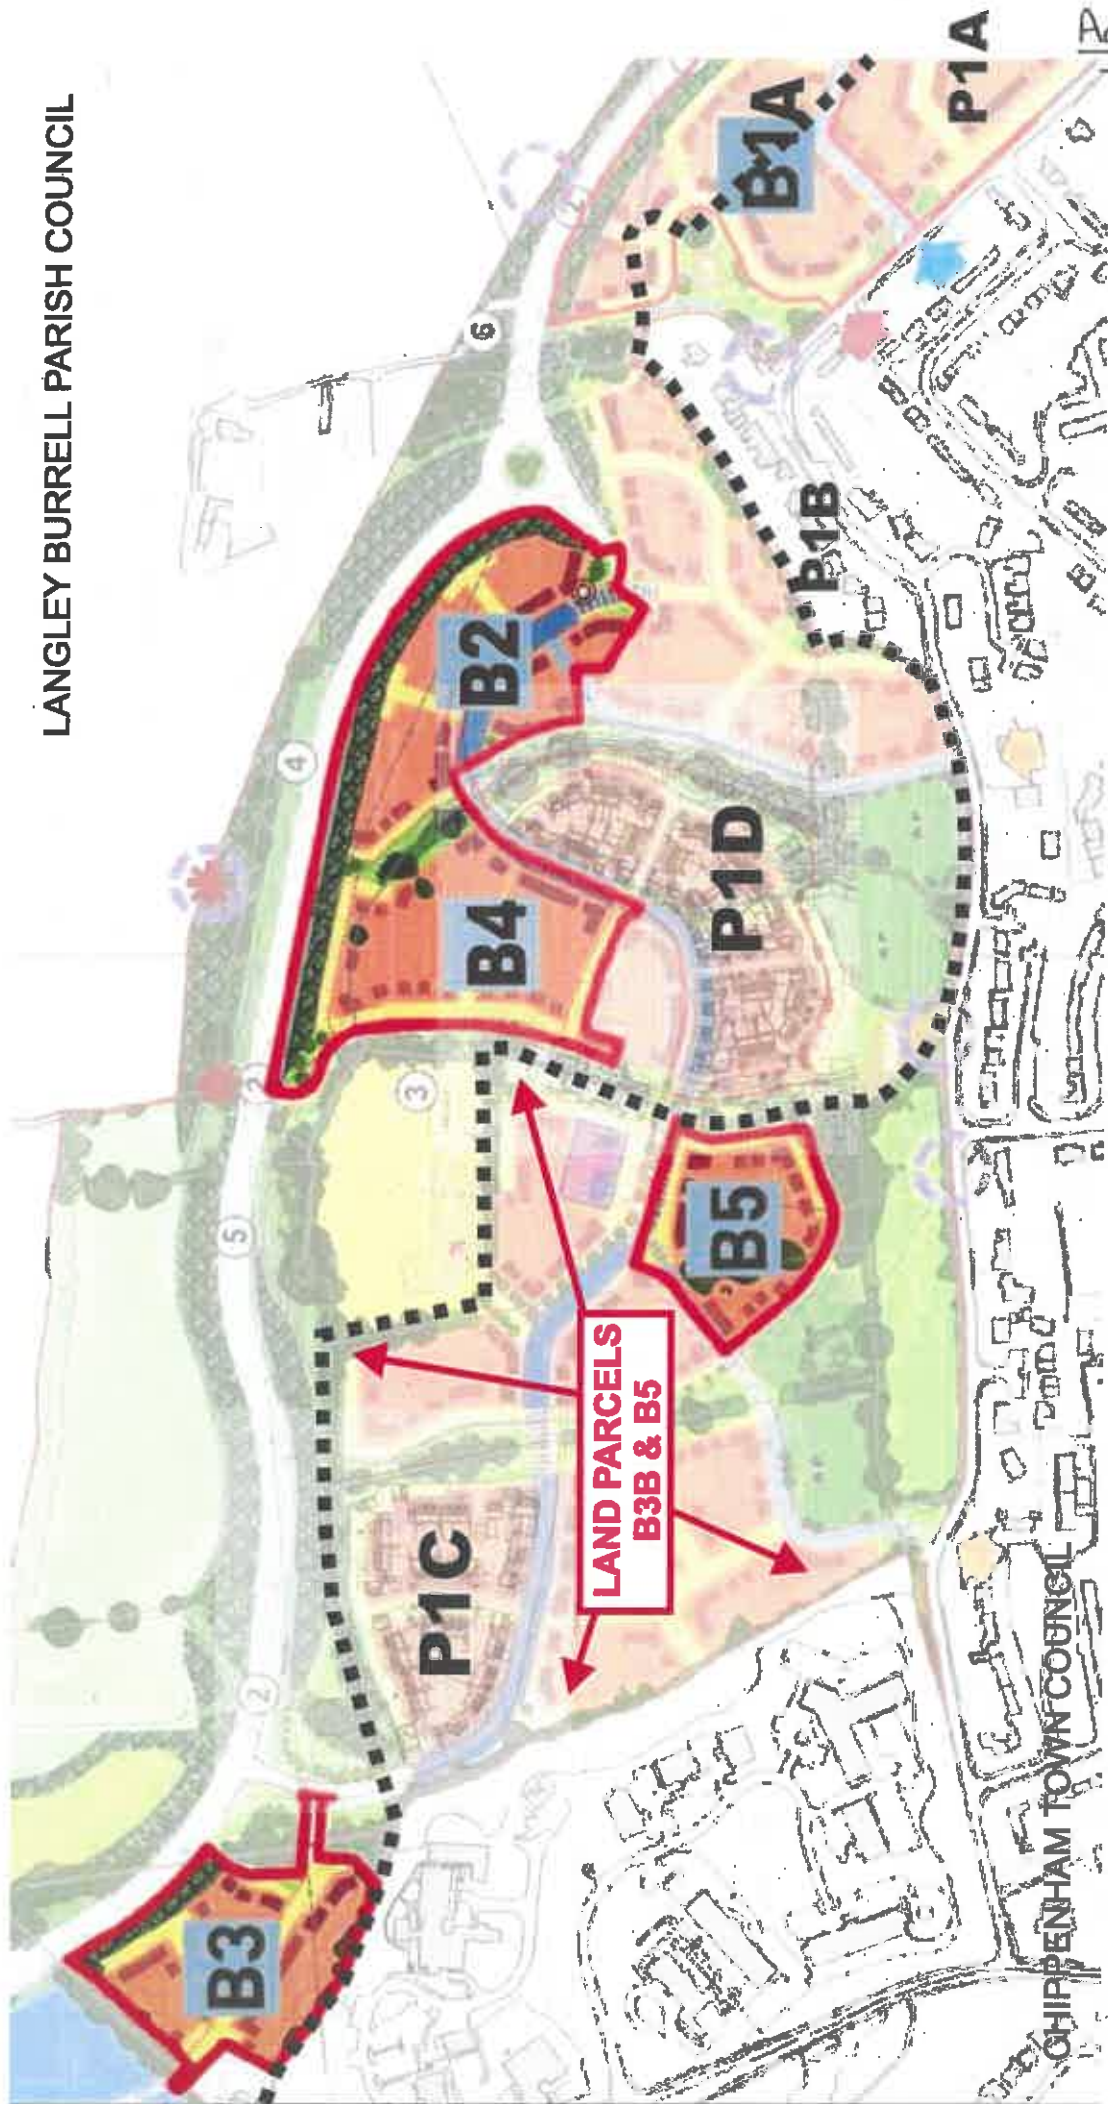 LANGLEY BURRELL PARISH COUNCIL
B3
2
P1C
5
3
4
2
B4
B2
6
B1A
P1A
P1B
P1D
B5
LAND PARCELS
B3B & B5
CHIPPENHAM TOWN COUNCIL